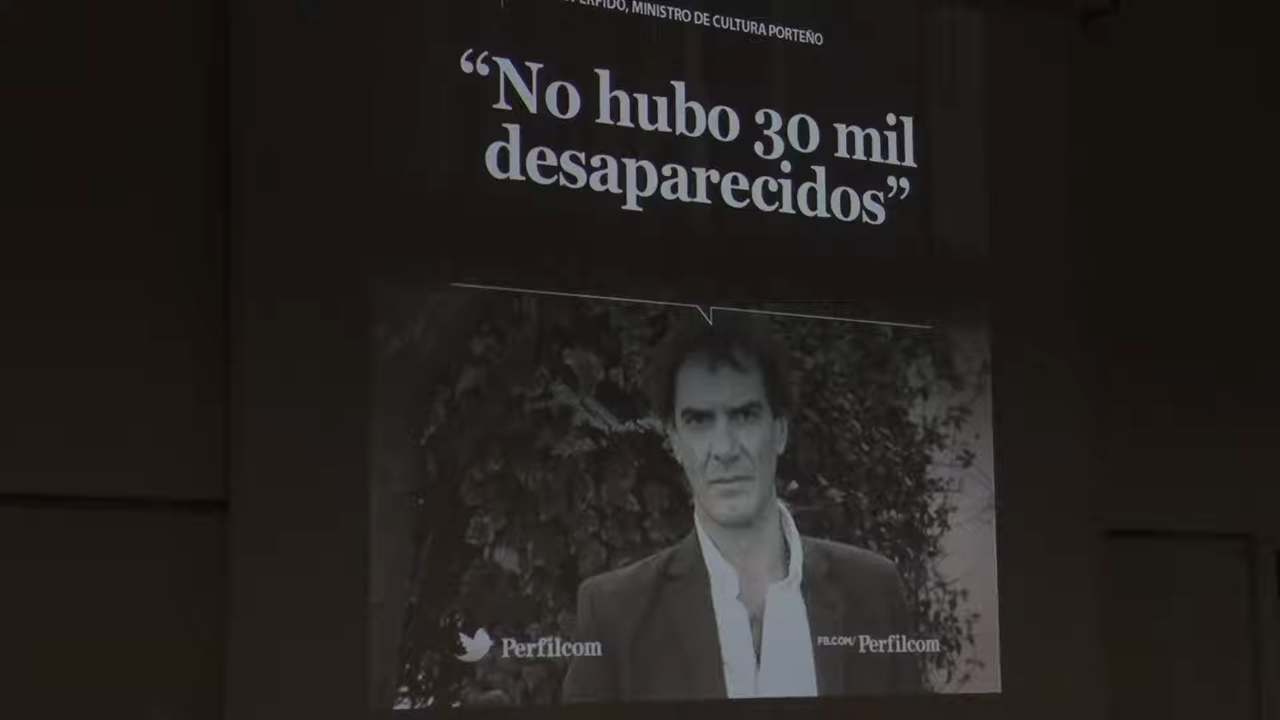 MINISTRO DE CULTURA PORTEÑO
“No hubo 30 mil
desaparecidos”
Perfilcom
FB.COM/ Perfilcom